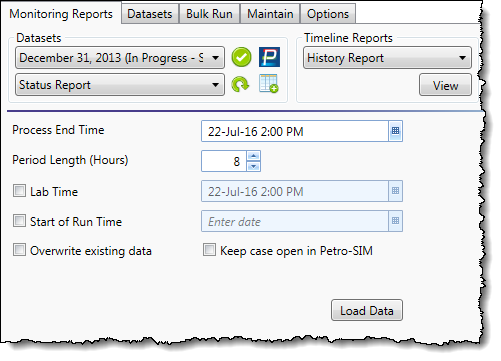 Monitoring Reports Datasets Bulk Run Maintain Options
Datasets
December 31, 2013 (In Progress - S
Status Report
Timeline Reports
History Report
View
Process End Time 22-Jul-16 2:00 PM
Period Length (Hours) 8
Lab Time 22-Jul-16 2:00 PM
Start of Run Time Enter date
Overwrite existing data Keep case open in Petro-SIM
Load Data